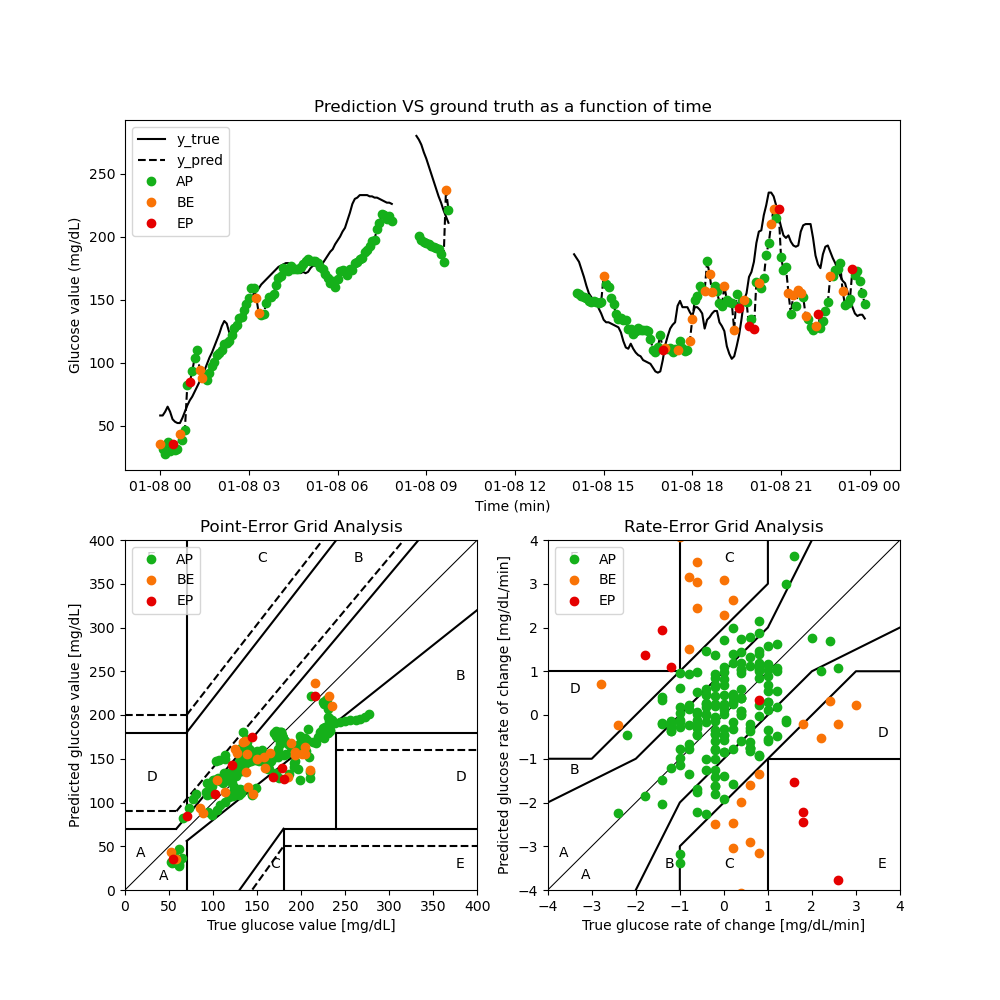 Prediction VS ground truth as a function of time
y_true
y_pred
AP
BE
EP
Glucose value (mg/dL)
250
200
150
100
50
01-08 00
01-08 03
01-08 06
01-08 09
01-08 12
01-08 15
01-08 18
01-08 21
01-09 00
Time (min)
Point-Error Grid Analysis
AP
BE
EP
C
B
B
D
D
A
A
C
E
Predicted glucose value [mg/dL]
400
350
300
250
200
150
100
50
0
0
50
100
150
200
250
300
350
400
True glucose value [mg/dL]
Rate-Error Grid Analysis
AP
BE
EP
C
D
D
B
A
A
B
C
E
Predicted glucose rate of change [mg/dL/min]
4
3
2
1
0
−1
−2
−3
−4
−4
−3
−2
−1
0
1
2
3
4
True glucose rate of change [mg/dL/min]